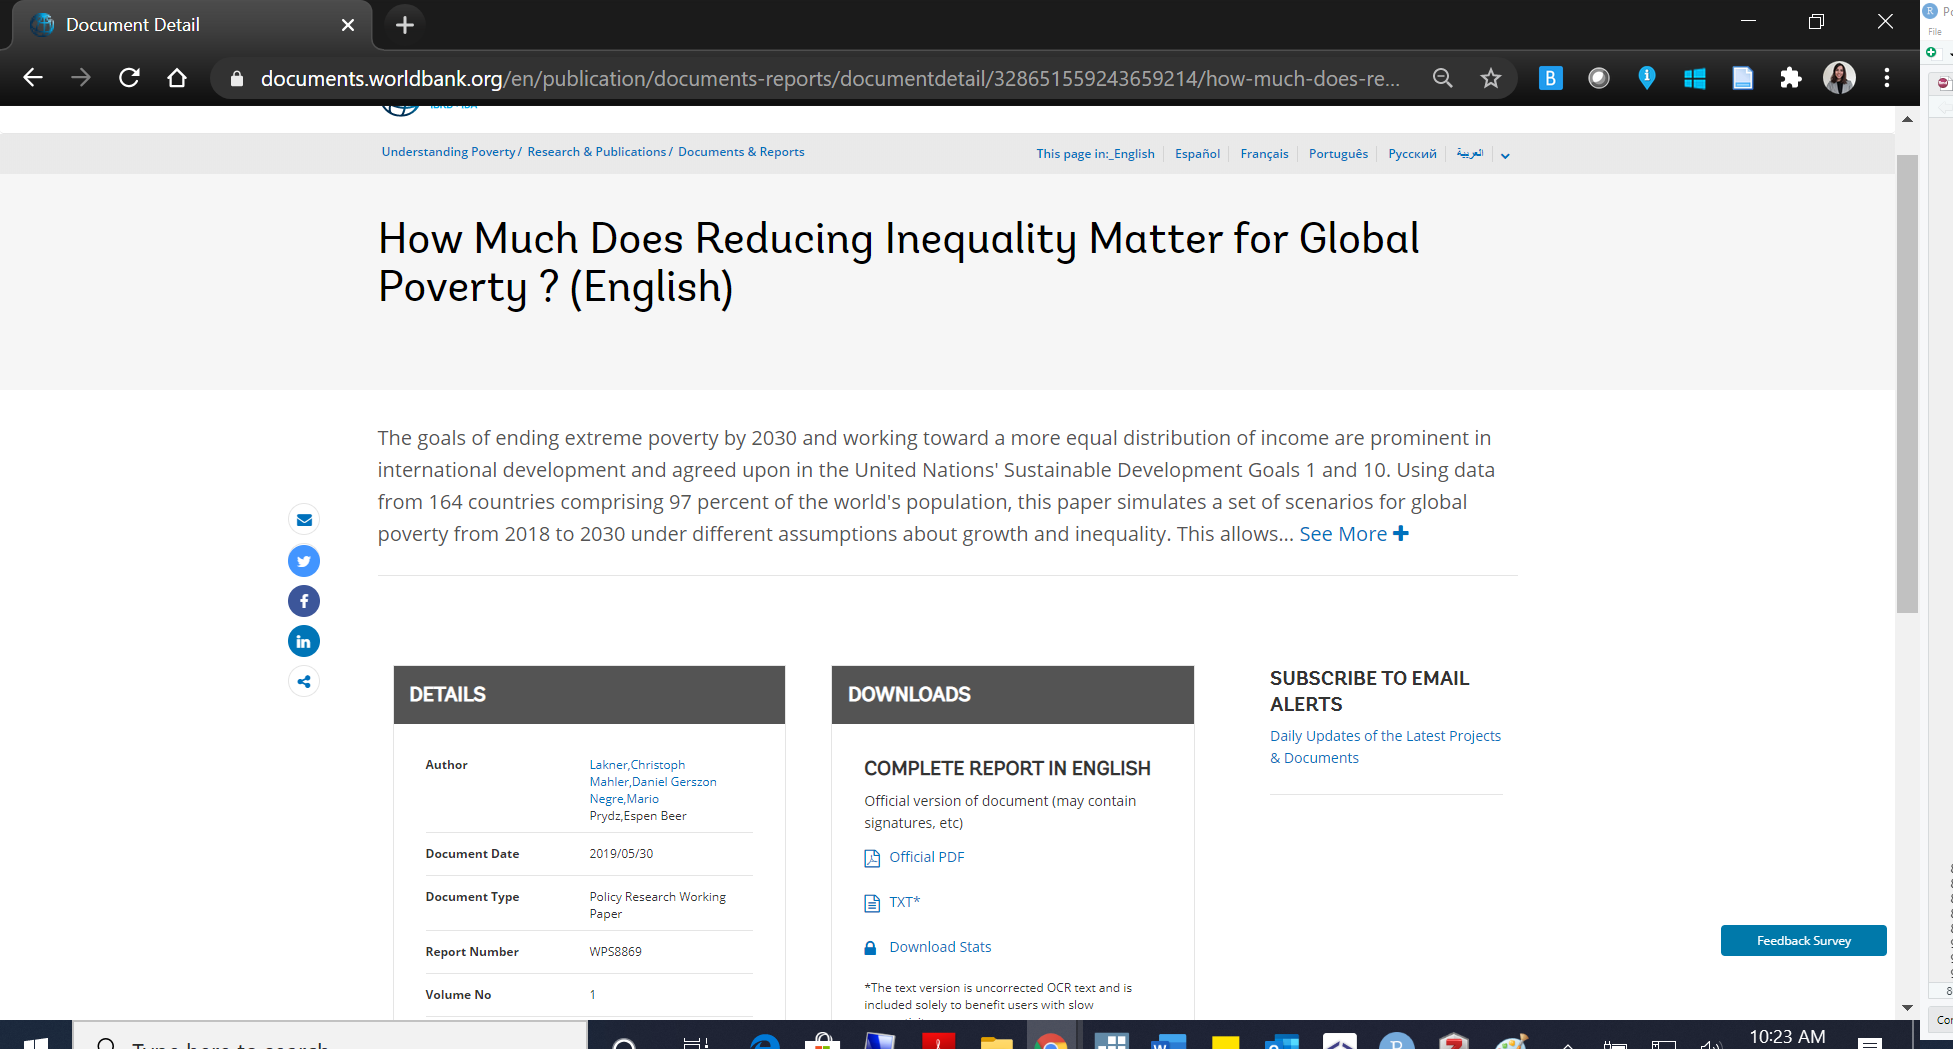 Document Detail
documents.worldbank.org/en/publication/documents-reports/documentdetail/328651559243659214/how-much-does-re...
File
Understanding Poverty / Research & Publications / Documents & Reports
This page in:_English Español Français Português Русский العربية
How Much Does Reducing Inequality Matter for Global
Poverty ? (English)
The goals of ending extreme poverty by 2030 and working toward a more equal distribution of income are prominent in
international development and agreed upon in the United Nations' Sustainable Development Goals 1 and 10. Using data
from 164 countries comprising 97 percent of the world's population, this paper simulates a set of scenarios for global
poverty from 2018 to 2030 under different assumptions about growth and inequality. This allows... See More
DETAILS
Author Lakner,Christoph
Mahler,Daniel Gerszon
Negre,Mario
Prydz,Espen Beer
Document Date 2019/05/30
Document Type Policy Research Working
Paper
Report Number WPS8869
Volume No 1
DOWNLOADS
COMPLETE REPORT IN ENGLISH
Official version of document (may contain
signatures, etc)
Official PDF
TXT*
Download Stats
*The text version is uncorrected OCR text and is
included solely to benefit users with slow
SUBSCRIBE TO EMAIL
ALERTS
Daily Updates of the Latest Projects
& Documents
Feedback Survey
Type here to search
10:23 AM